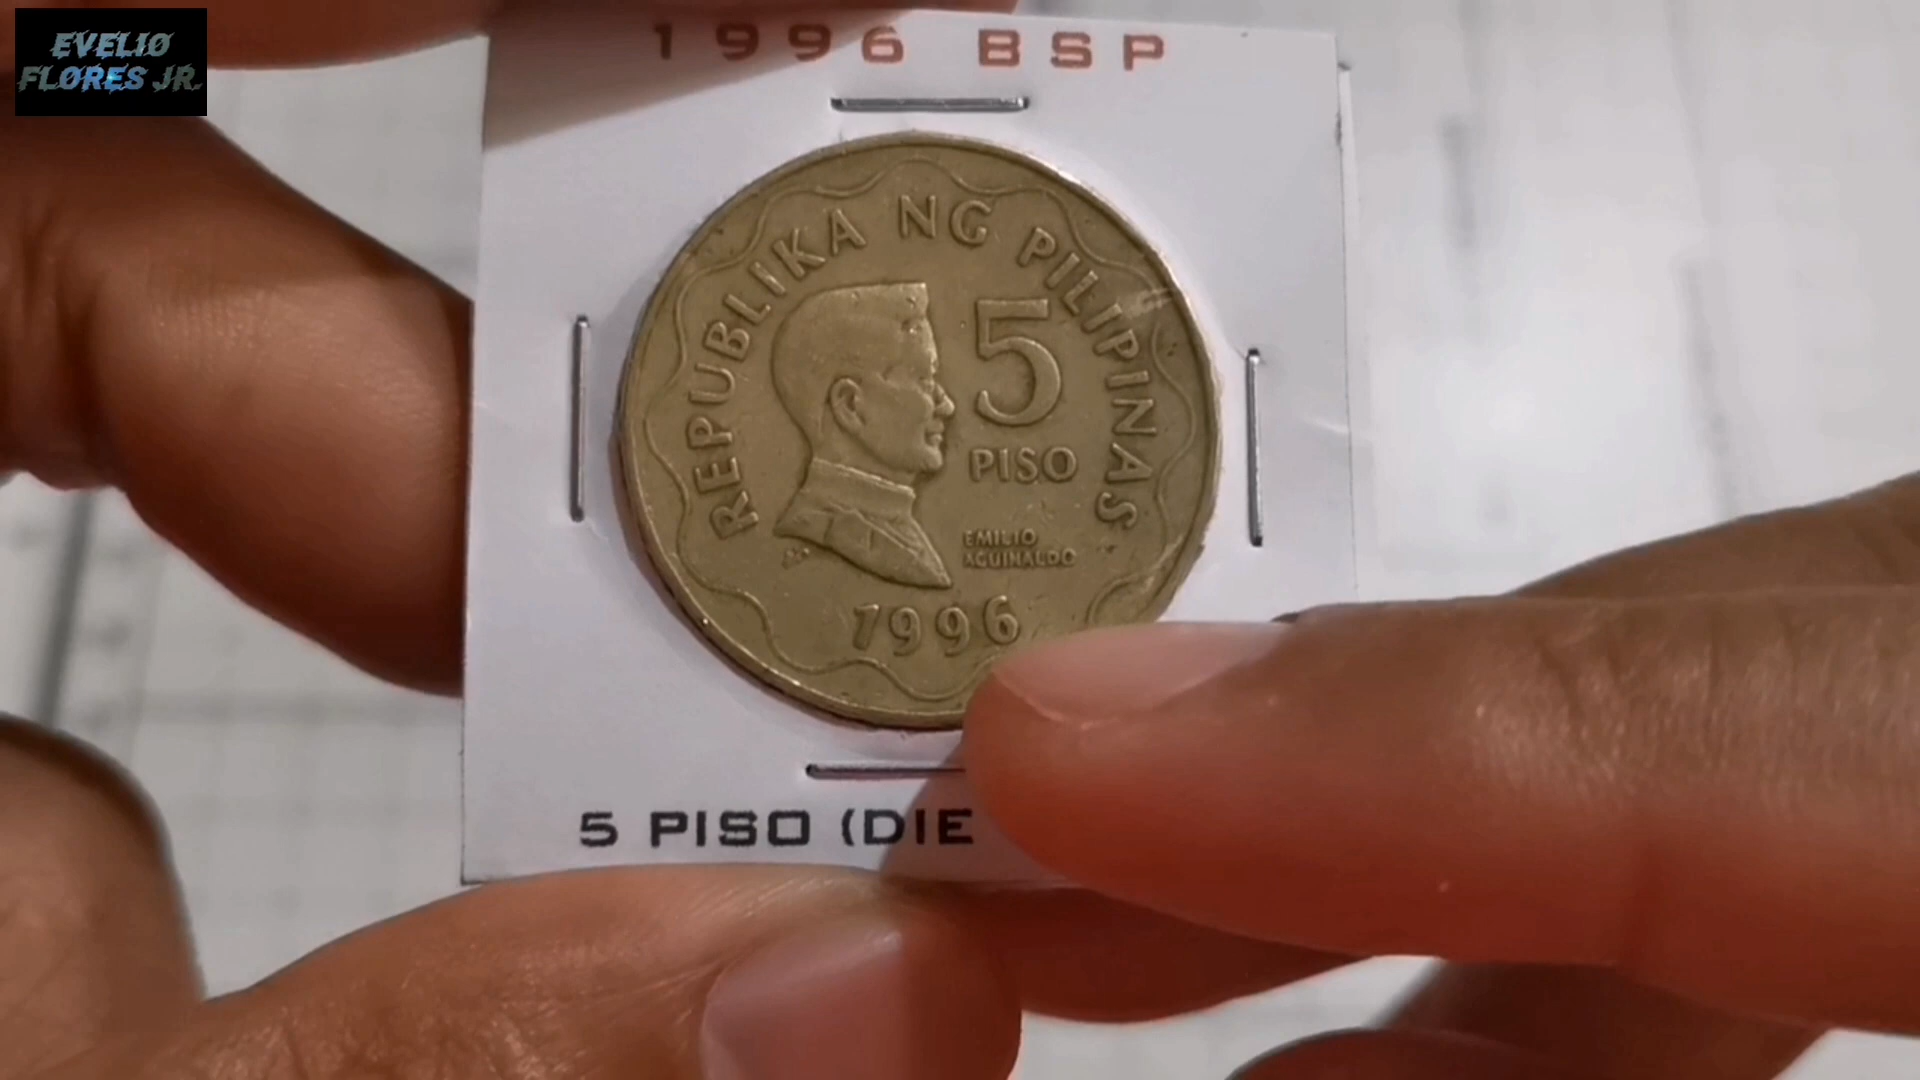 EVELIO
FLORES JR.
1996 BSP
REPUBLIKA NG PILIPINAS
5
PISO
EMILIO
AGUINALDO
1996
5 PISO (DIE